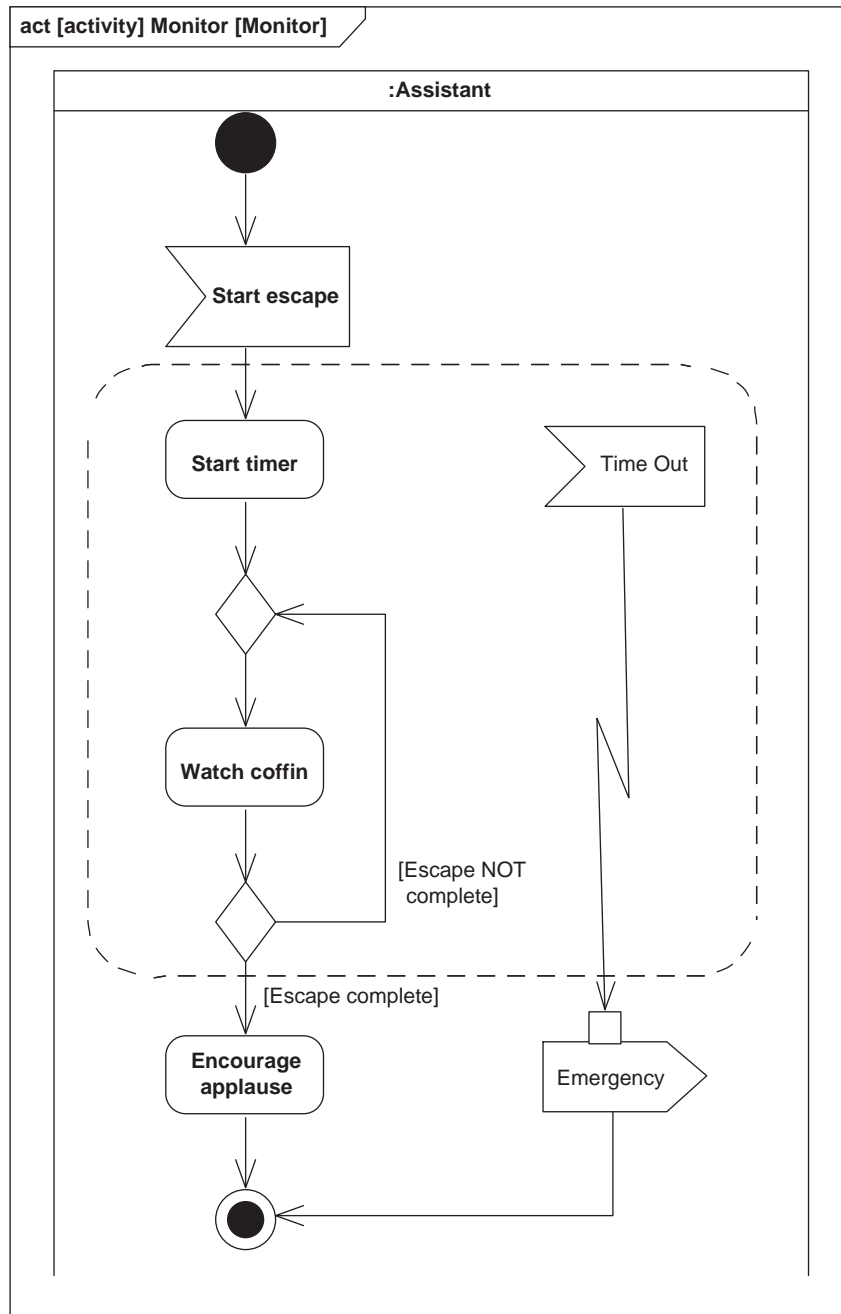 act [activity] Monitor [Monitor]
:Assistant
Start escape
Start timer
Time Out
Watch coffin
[Escape NOT
complete]
[Escape complete]
Encourage
applause
Emergency